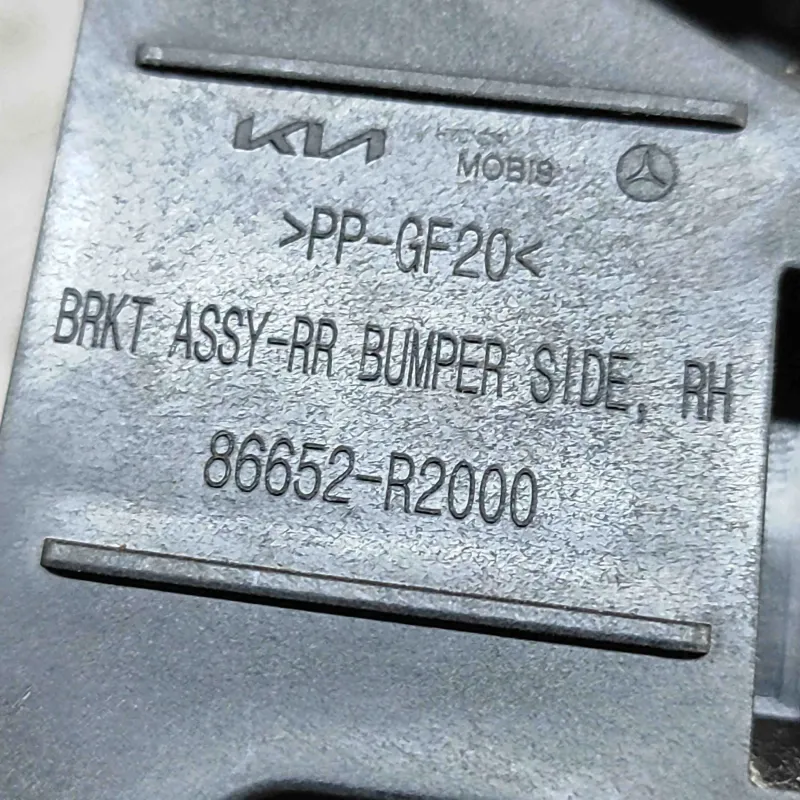 KIA MOBIS
>PP-GF20<
BRKT ASSY-RR BUMPER SIDE, RH
86652-R2000